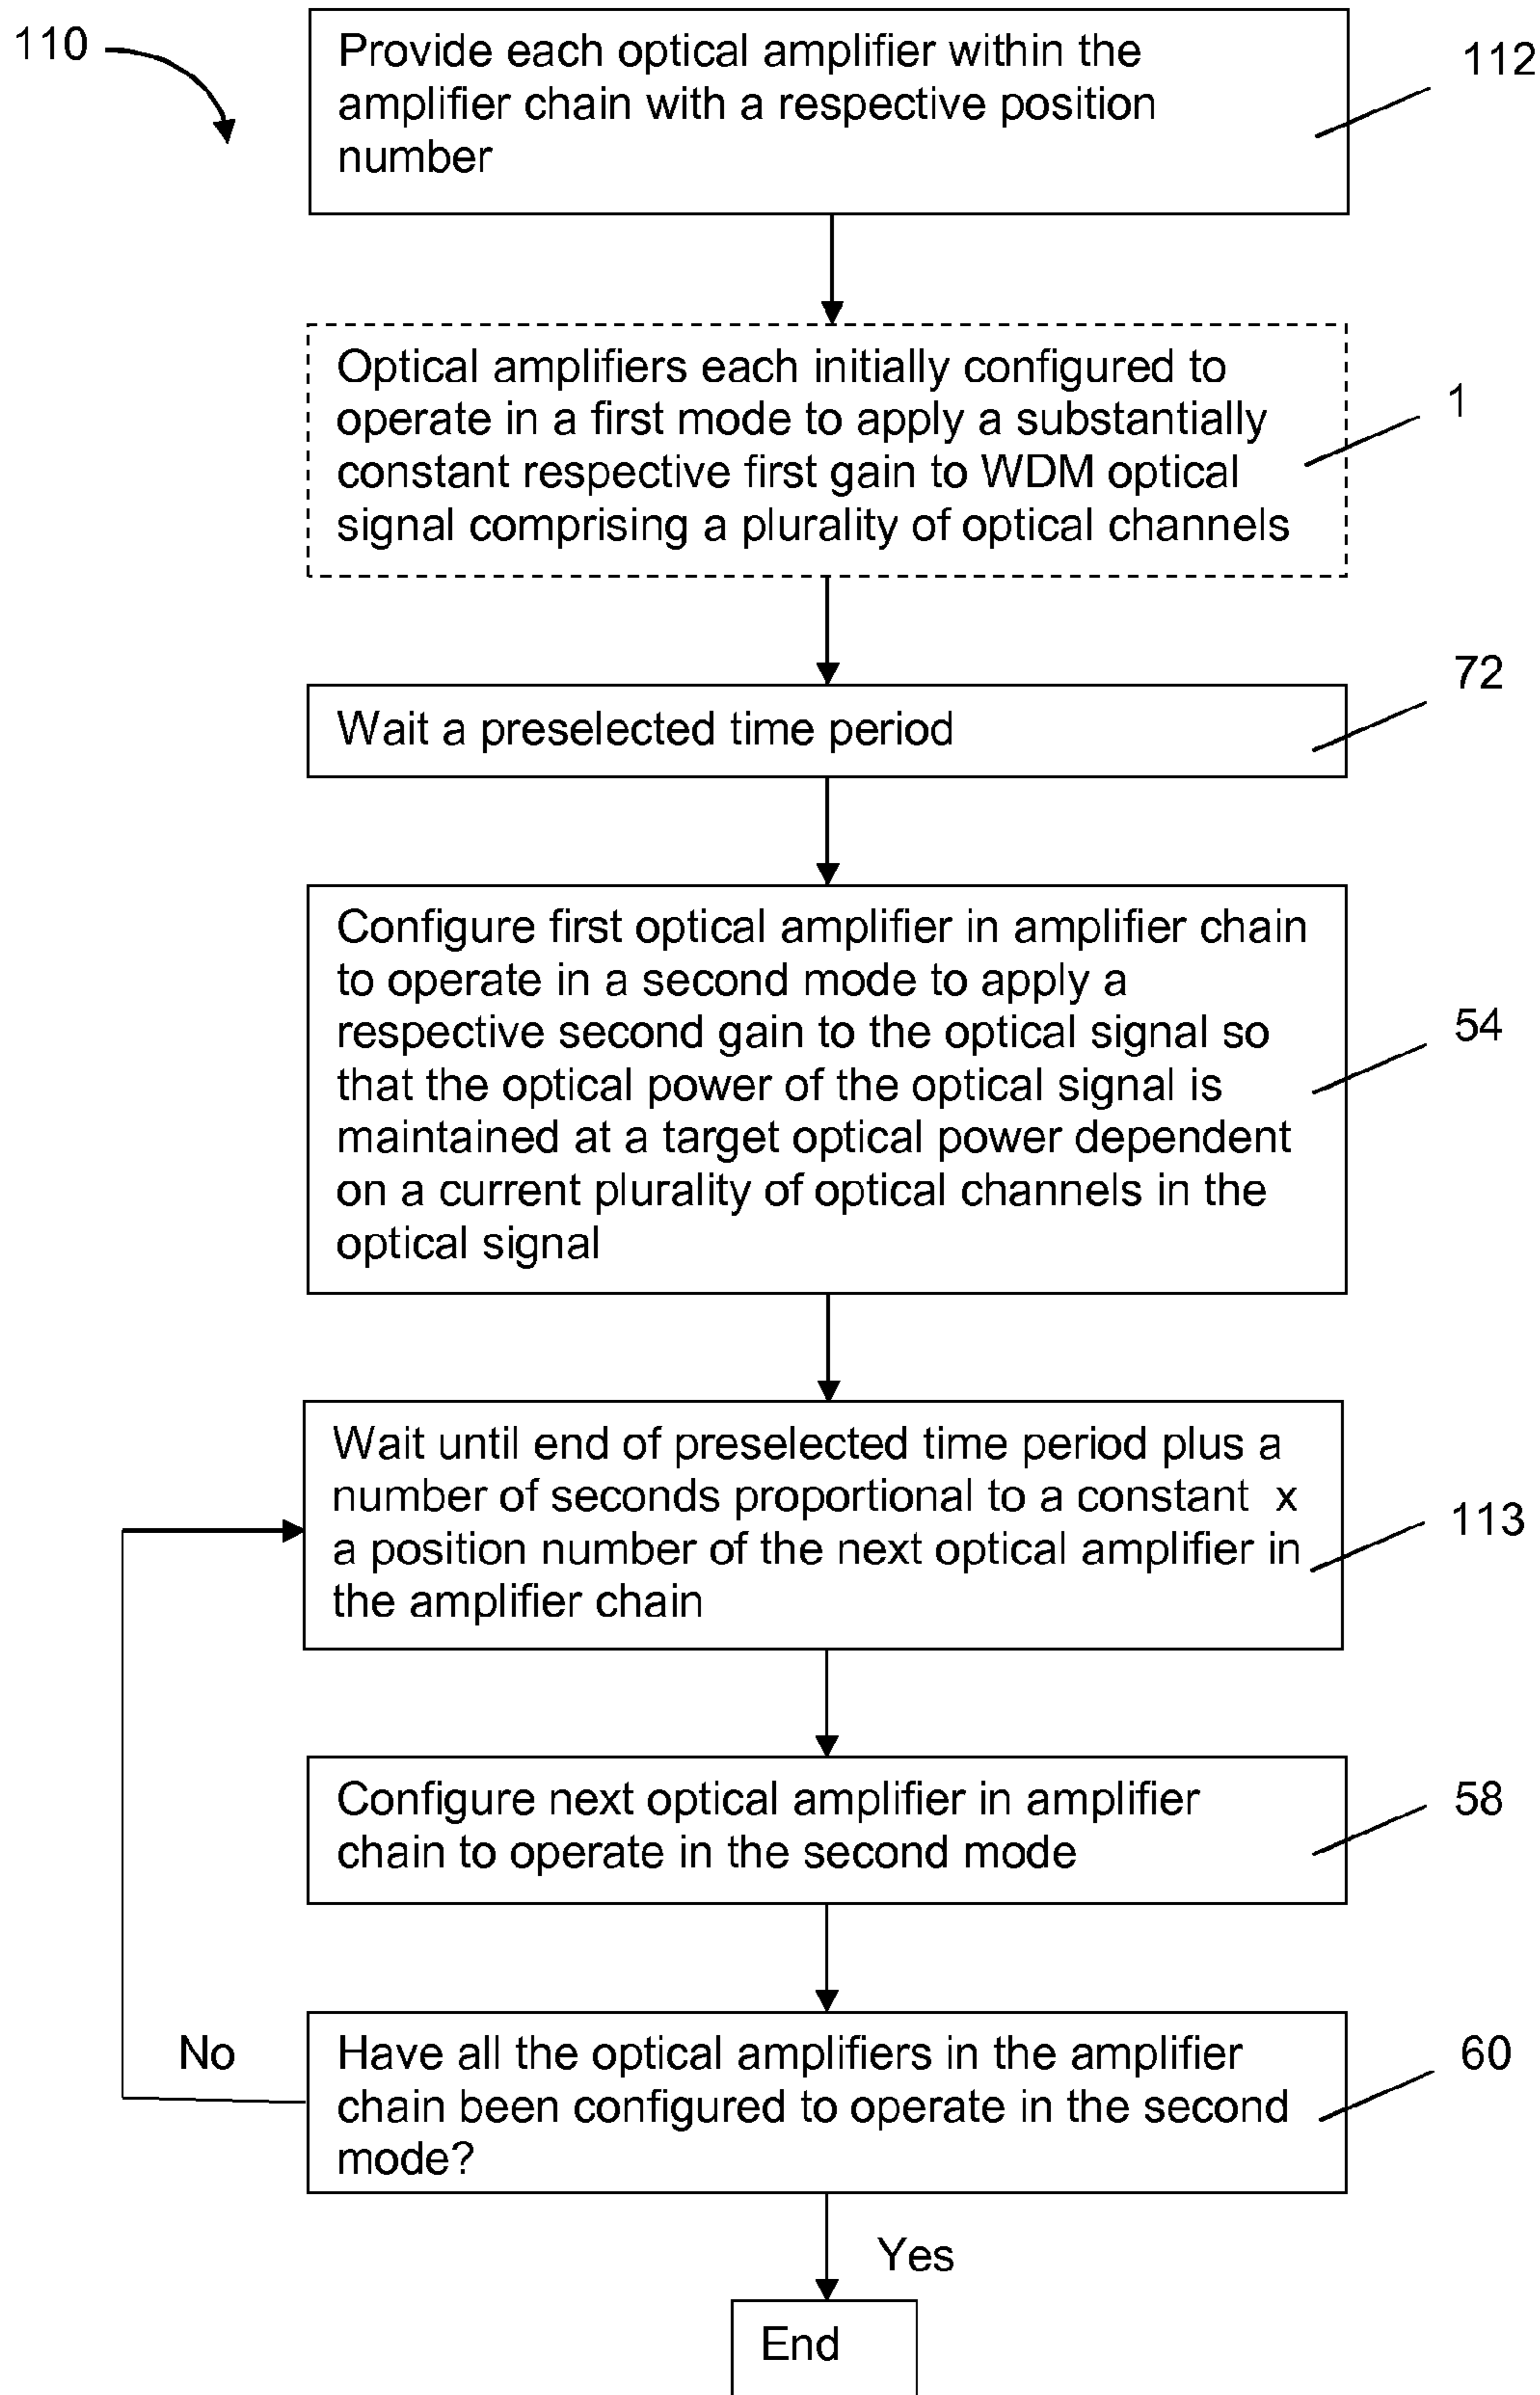 110
Provide each optical amplifier within the
amplifier chain with a respective position
number
112
Optical amplifiers each initially configured to
operate in a first mode to apply a substantially
constant respective first gain to WDM optical
signal comprising a plurality of optical channels
1
Wait a preselected time period
72
Configure first optical amplifier in amplifier chain
to operate in a second mode to apply a
respective second gain to the optical signal so
that the optical power of the optical signal is
maintained at a target optical power dependent
on a current plurality of optical channels in the
optical signal
54
Wait until end of preselected time period plus a
number of seconds proportional to a constant x
a position number of the next optical amplifier in
the amplifier chain
113
Configure next optical amplifier in amplifier
chain to operate in the second mode
58
Have all the optical amplifiers in the amplifier
chain been configured to operate in the second
mode?
60
No
Yes
End